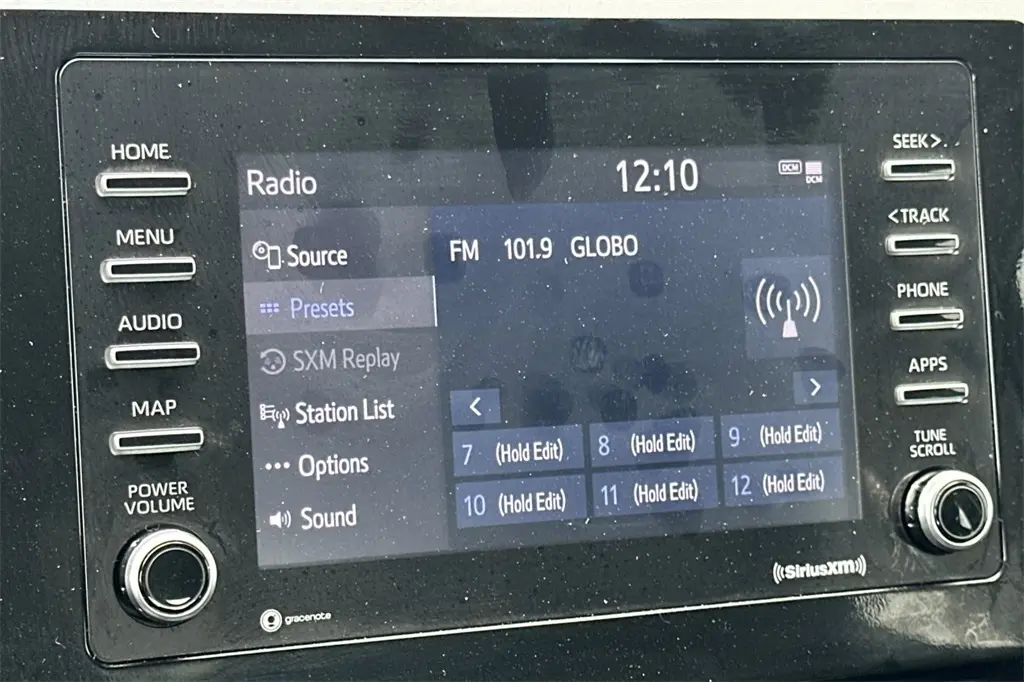 HOME
MENU
AUDIO
MAP
POWER
VOLUME
Radio
12:10
DCM
DCM
Source
Presets
SXM Replay
Station List
Options
Sound
FM 101.9 GLOBO
<
>
7 (Hold Edit)
8 (Hold Edit)
9 (Hold Edit)
10 (Hold Edit)
11 (Hold Edit)
12 (Hold Edit)
SEEK >
< TRACK
PHONE
APPS
TUNE
SCROLL
gracenote
((SiriusXM))